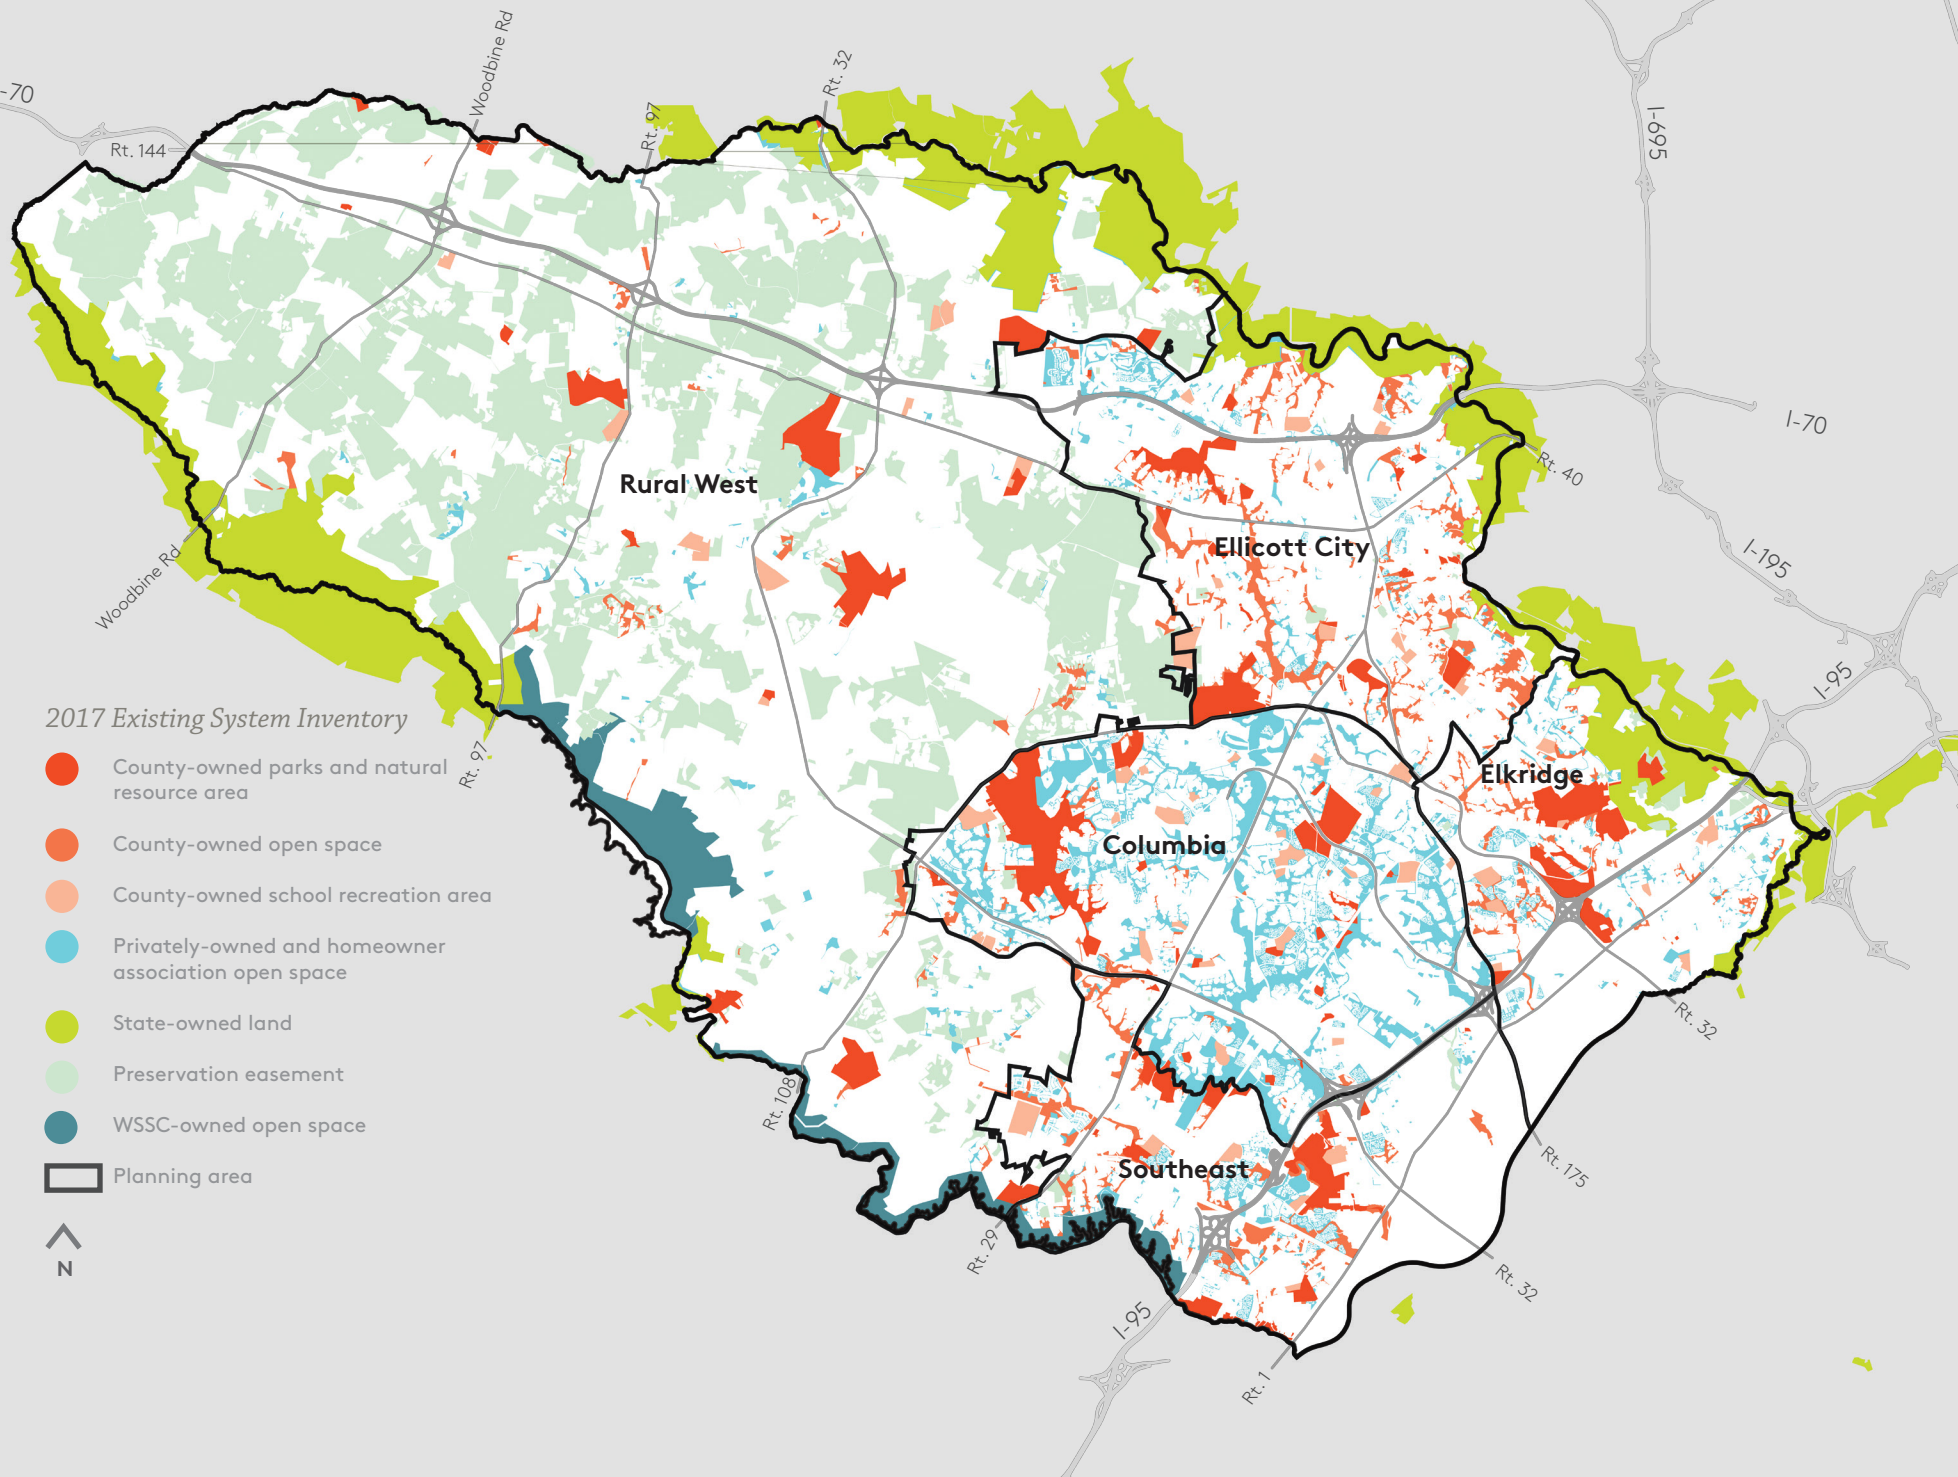 -70
Rt. 144
Woodbine Rd
Rt. 97
Rt. 32
I-695
I-70
Rt. 40
I-195
I-95
Rural West
Ellicott City
Woodbine Rd
Rt. 97
2017 Existing System Inventory
County-owned parks and natural
resource area
County-owned open space
County-owned school recreation area
Privately-owned and homeowner
association open space
State-owned land
Preservation easement
WSSC-owned open space
Planning area
N
Elkridge
Columbia
Southeast
Rt. 108
Rt. 29
Rt. 32
Rt. 175
Rt. 32
I-95
Rt. 1